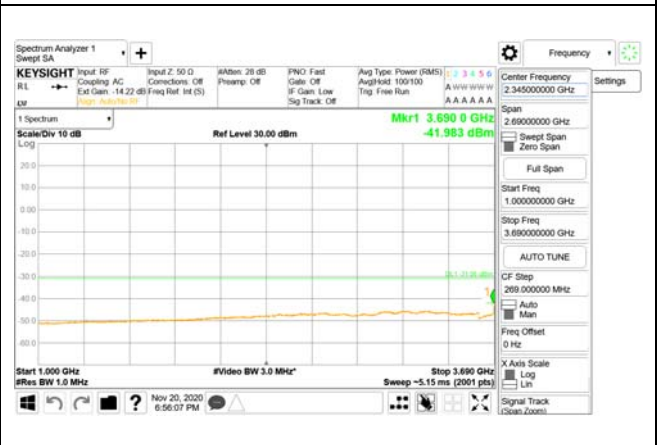 Spectrum Analyzer 1
Swept SA
Frequency
KEYSIGHT
RL
Input: RF
Coupling: AC
Ext Gain: -14.22 dB
Align: Auto/No RF
Input Z: 50 Ω
Corrections: Off
Freq Ref: Int (S)
#Atten: 28 dB
Preamp: Off
PNO: Fast
Gate: Off
IF Gain: Low
Sig Track: Off
Avg Type: Power (RMS)
Avg|Hold: 100/100
Trig: Free Run
1 2 3 4 5 6
A W W W W W
A A A A A A
Settings
Center Frequency
2.345000000 GHz
Span
2.69000000 GHz
Swept Span
Zero Span
Full Span
Start Freq
1.000000000 GHz
Stop Freq
3.690000000 GHz
AUTO TUNE
CF Step
269.000000 MHz
Auto
Man
Freq Offset
0 Hz
X Axis Scale
Log
Lin
Signal Track
(Span Zoom)
1 Spectrum
Scale/Div 10 dB
Ref Level 30.00 dBm
Mkr1 3.690 0 GHz
-41.983 dBm
Log
20.0
10.0
0.00
-10.0
-20.0
-30.0
-40.0
-50.0
-60.0
1
Start 1.000 GHz
#Video BW 3.0 MHz*
Stop 3.690 GHz
#Res BW 1.0 MHz
Sweep ~5.15 ms (2001 pts)
Nov 20, 2020
6:56:07 PM